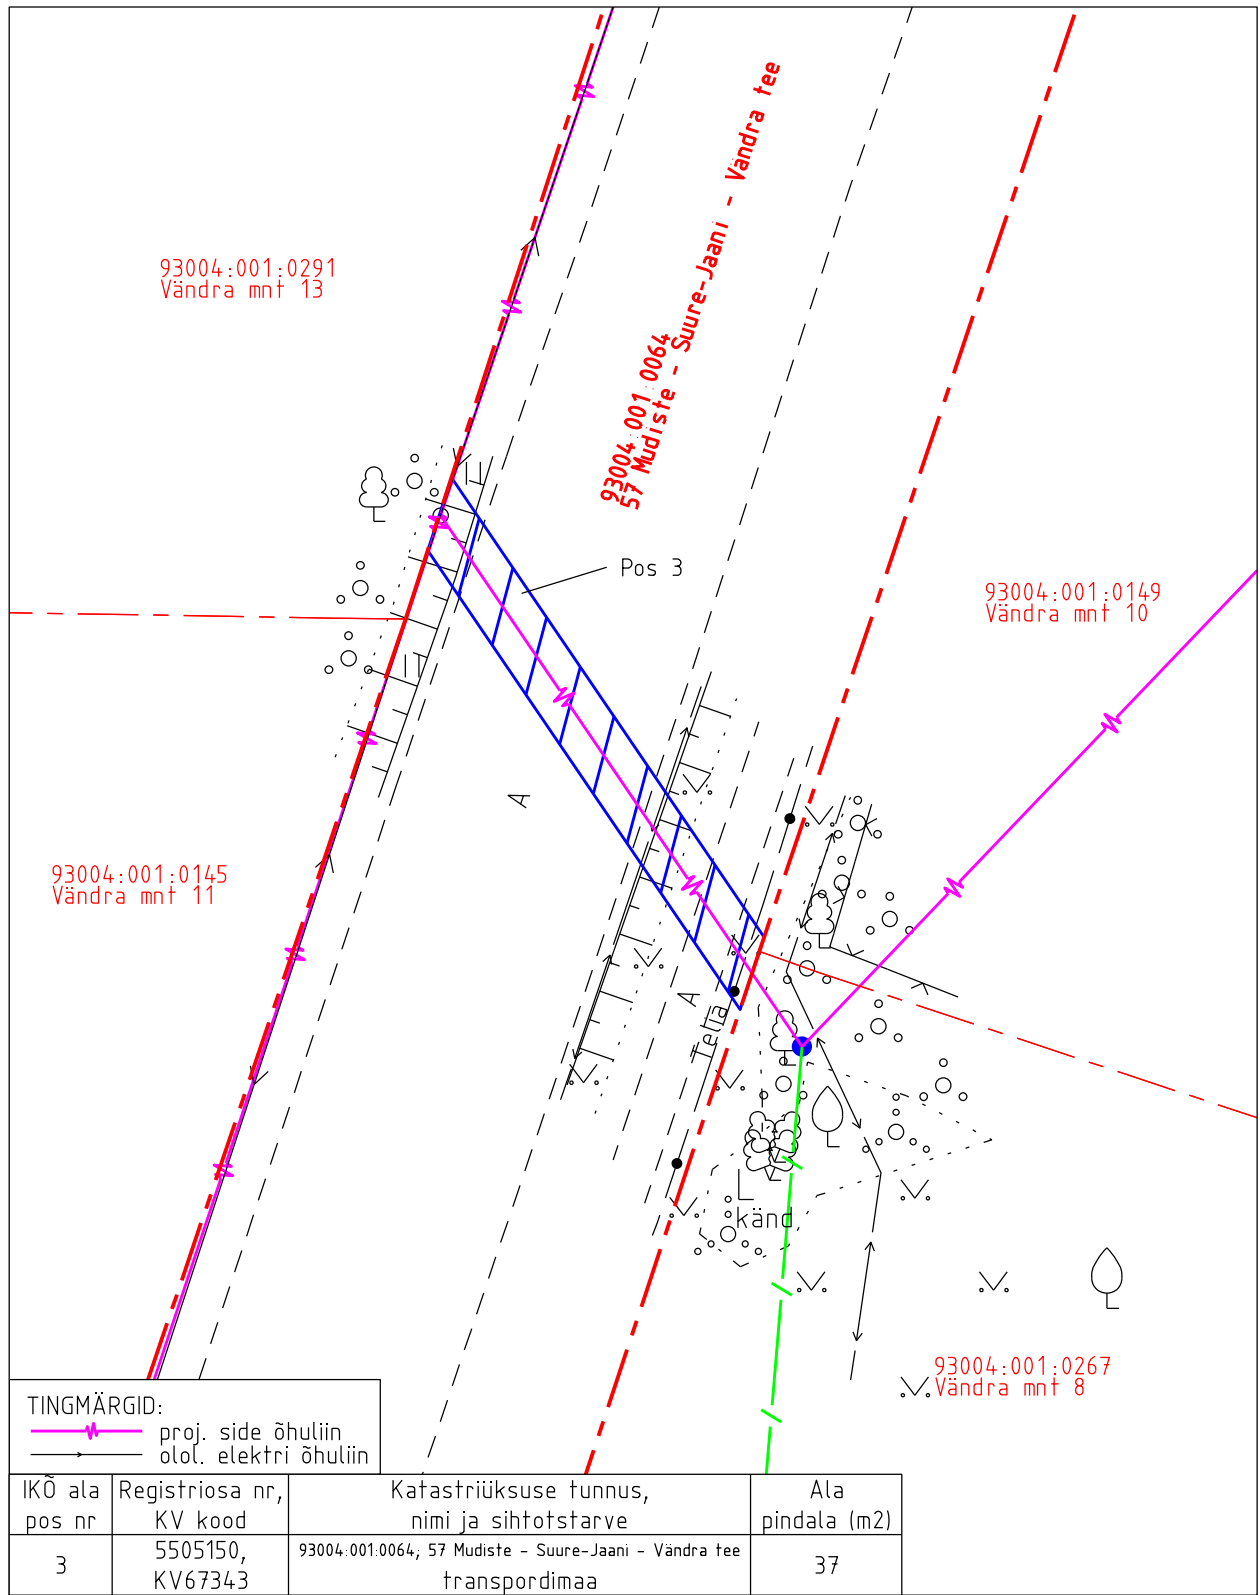 57 Mudiste - Suure-Jaani - Vändra tee
93004:001:0064
93004:001:0291
Vändra mnt 13
Pos 3
93004:001:0149
Vändra mnt 10
A
93004:001:0145
Vändra mnt 11
A
Telia
känd
93004:001:0267
Vändra mnt 8
TINGMÄRGID:
proj. side õhuliin
olol. elektri õhuliin
IKÕ ala
pos nr
Registriosa nr,
KV kood
Katastriüksuse tunnus,
nimi ja sihtotstarve
Ala
pindala (m2)
3
5505150,
KV67343
93004:001:0064; 57 Mudiste - Suure-Jaani - Vändra tee
transpordimaa
37